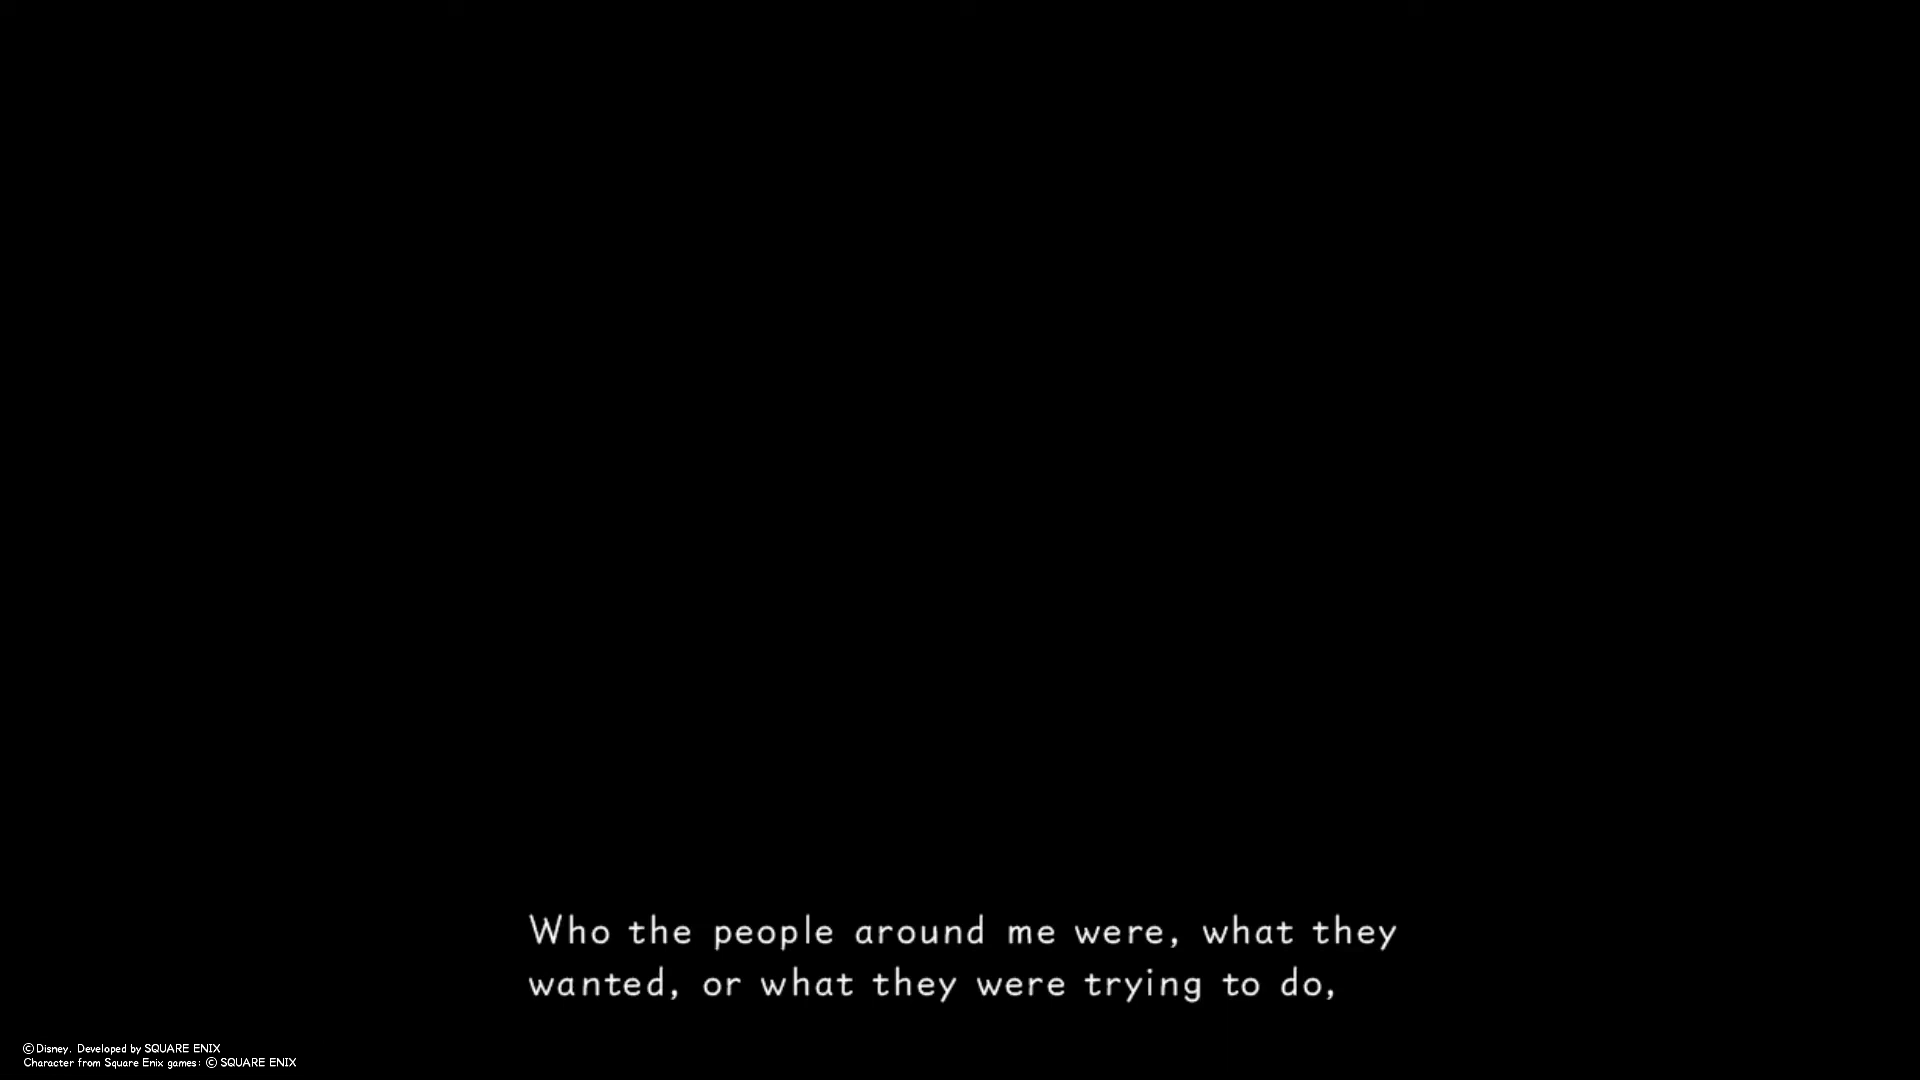 Who the people around me were, what they
wanted, or what they were trying to do,
©Disney. Developed by SQUARE ENIX
Character from Square Enix games: © SQUARE ENIX